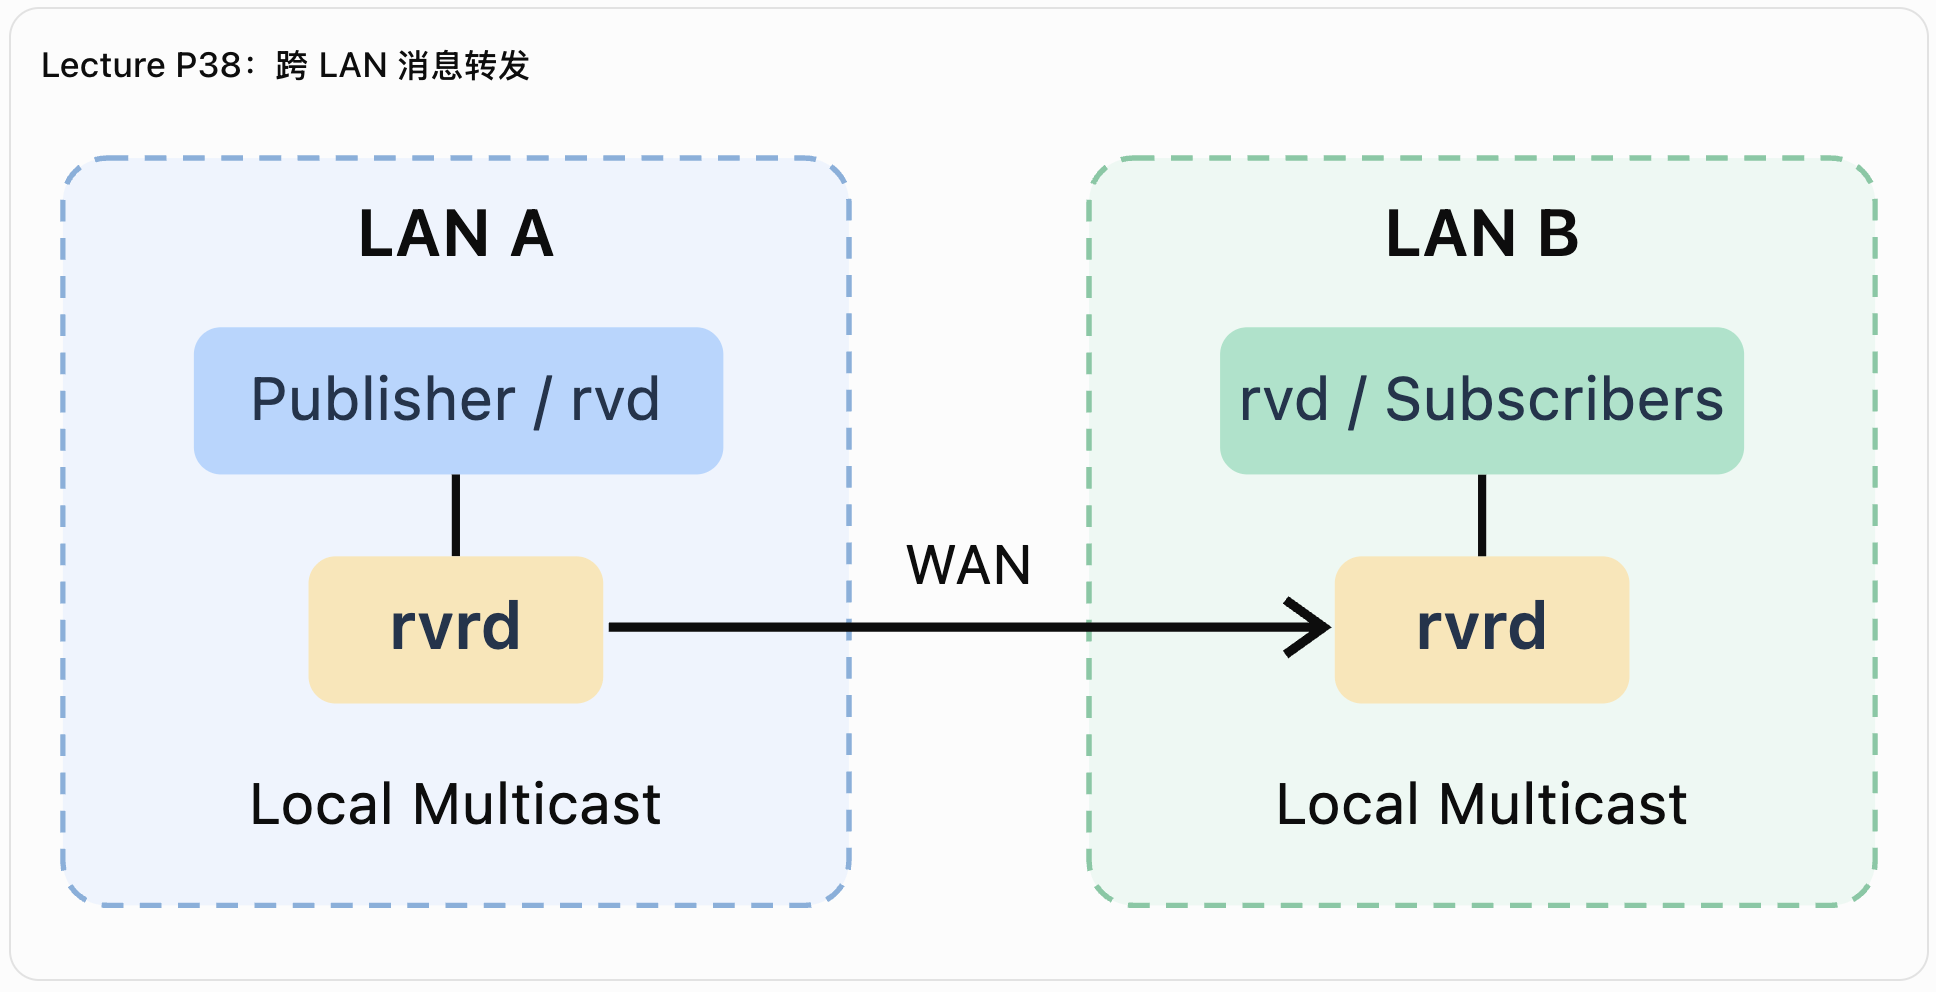 Lecture P38：跨 LAN 消息转发
LAN A
Publisher / rvd
rvrd
Local Multicast
WAN
LAN B
rvd / Subscribers
rvrd
Local Multicast